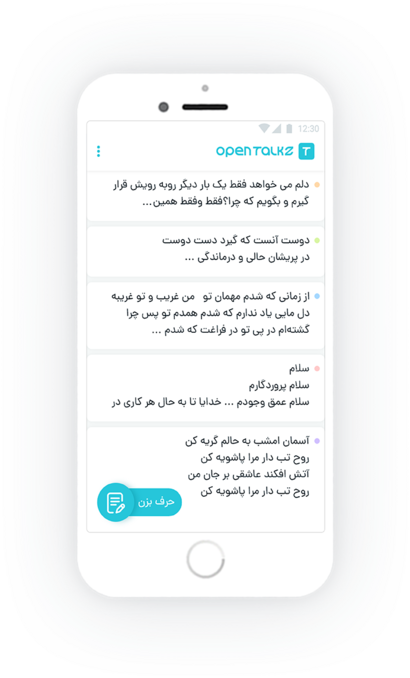 12:30
OPENTALKZ T
دلم می خواهد فقط یک بار دیگر روبه رویش قرار
گیرم و بگویم که چرا؟فقط وفقط همین...
دوست آنست که گیرد دست دوست
در پریشان حالی و درماندگی ...
از زمانی که شدم مهمان تو من غریب و تو غریبه
دل مایی یاد ندارم که شدم همدم تو پس چرا
گشته‌ام در پی تو در فراغت که شدم ...
سلام
سلام پروردگارم
سلام عمق وجودم ... خدایا تا به حال هر کاری در
آسمان امشب به حالم گریه کن
روح تب دار مرا پاشویه کن
آتش افکند عاشقی بر جان من
روح تب دار مرا پاشویه کن
حرف بزن